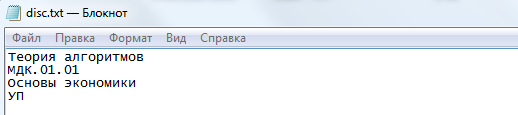 disc.txt — Блокнот
Файл Правка Формат Вид Справка
Теория алгоритмов
МДК.01.01
Основы экономики
УП